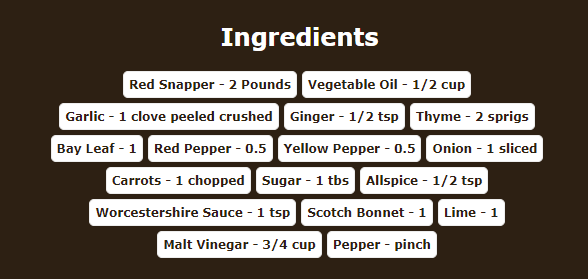 Ingredients
Red Snapper - 2 Pounds Vegetable Oil - 1/2 cup
Garlic - 1 clove peeled crushed Ginger - 1/2 tsp Thyme - 2 sprigs
Bay Leaf - 1 Red Pepper - 0.5 Yellow Pepper - 0.5 Onion - 1 sliced
Carrots - 1 chopped Sugar - 1 tbs Allspice - 1/2 tsp
Worcestershire Sauce - 1 tsp Scotch Bonnet - 1 Lime - 1
Malt Vinegar - 3/4 cup Pepper - pinch